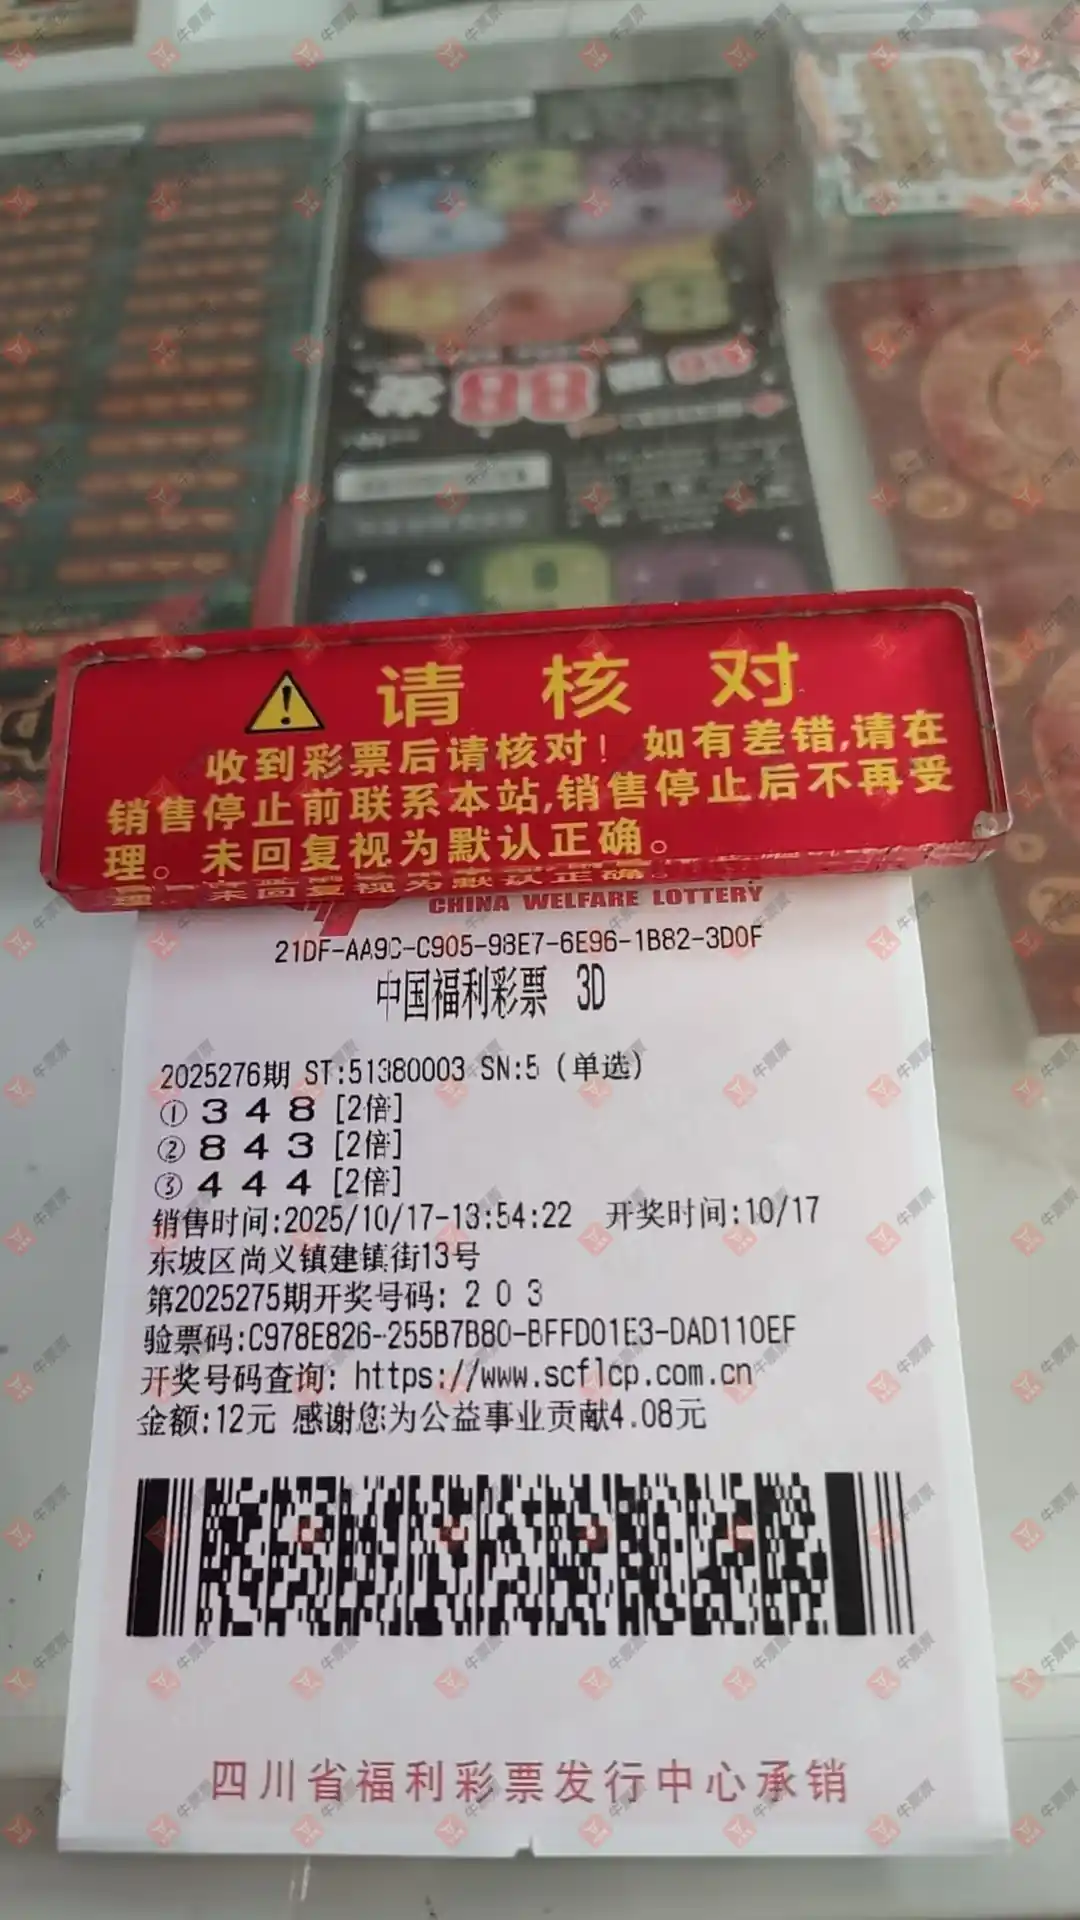 请核对
收到彩票后请核对！如有差错,请在
销售停止前联系本站,销售停止后不再受
理。未回复视为默认正确。
CHINA WELFARE LOTTERY
21DF-AA9C-C905-98E7-6E96-1B82-3D0F
中国福利彩票 3D
2025276期 ST:51380003 SN:5 (单选)
① 3 4 8 [2倍]
② 8 4 3 [2倍]
③ 4 4 4 [2倍]
销售时间:2025/10/17-13:54:22 开奖时间:10/17
东坡区尚义镇建镇街13号
第2025275期开奖号码: 2 0 3
验票码:C978E826-255B7B80-BFFD01E3-DAD110EF
开奖号码查询: https://www.scflcp.com.cn
金额:12元 感谢您为公益事业贡献4.08元
四川省福利彩票发行中心承销
牛票票